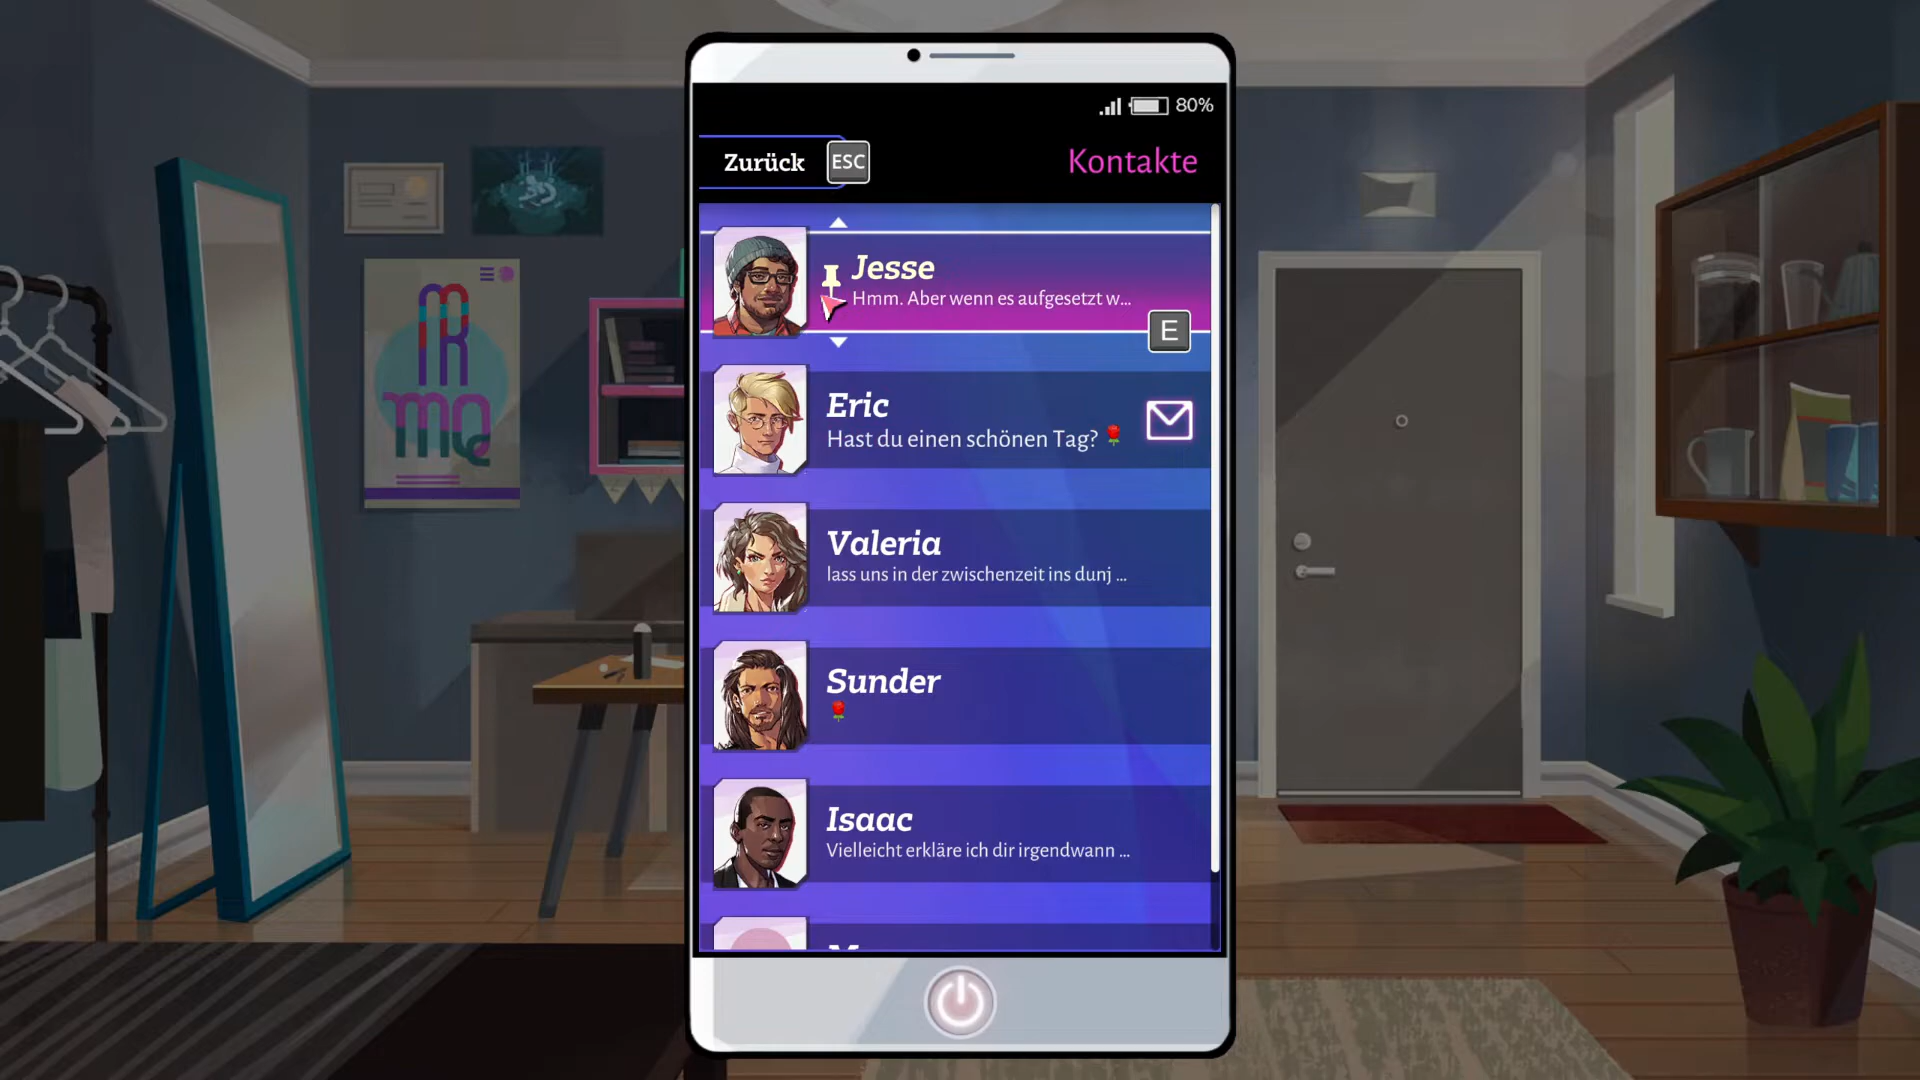 80%
Zurück ESC
Kontakte
Jesse
Hmm. Aber wenn es aufgesetzt w...
E
Eric
Hast du einen schönen Tag?
Valeria
lass uns in der zwischenzeit ins dunj ...
Sunder
Isaac
Vielleicht erkläre ich dir irgendwann ...